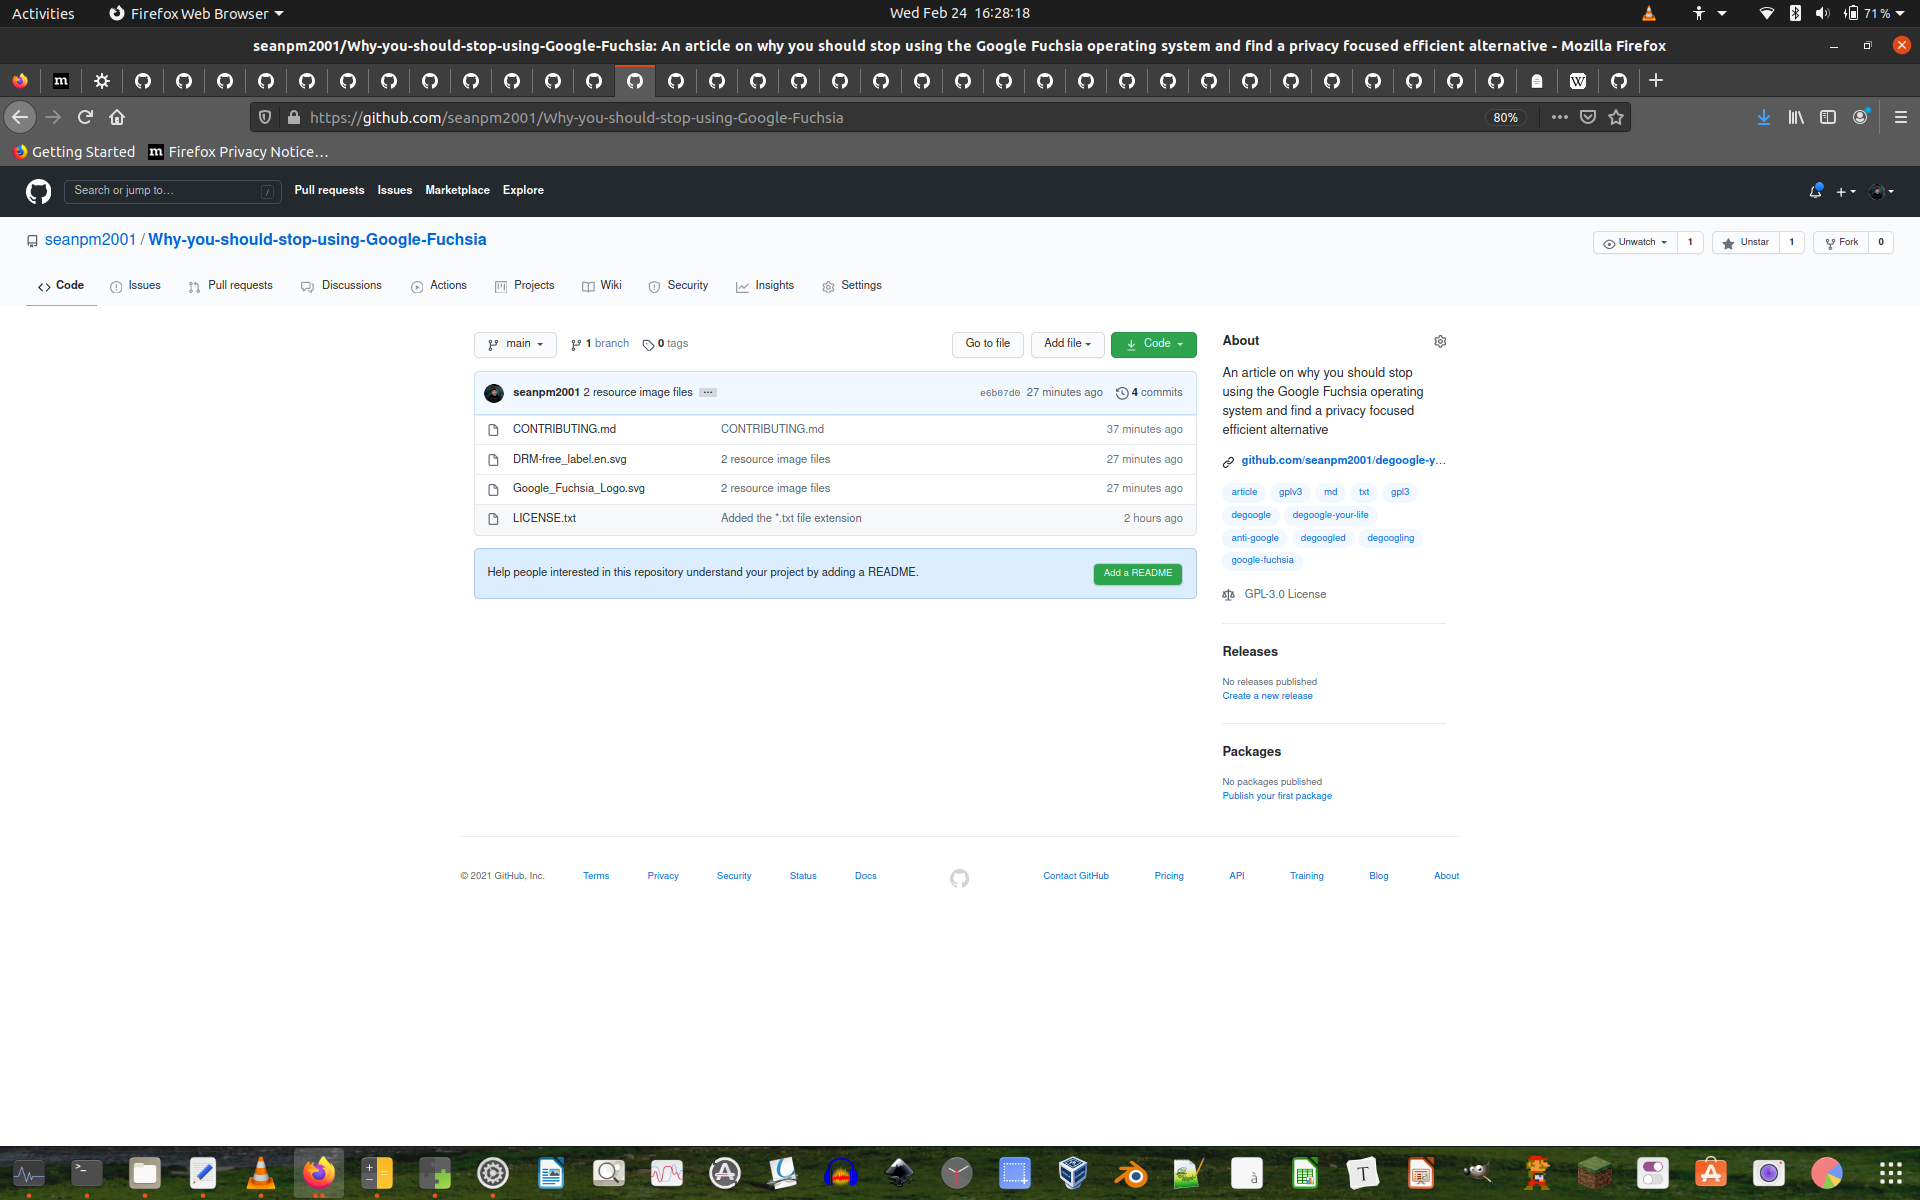 Activities Firefox Web Browser Wed Feb 24 16:28:18 71 %
seanpm2001/Why-you-should-stop-using-Google-Fuchsia: An article on why you should stop using the Google Fuchsia operating system and find a privacy focused efficient alternative - Mozilla Firefox
https://github.com/seanpm2001/Why-you-should-stop-using-Google-Fuchsia 80%
Getting Started Firefox Privacy Notice…
Search or jump to… / Pull requests Issues Marketplace Explore
seanpm2001 / Why-you-should-stop-using-Google-Fuchsia Unwatch 1 Unstar 1 Fork 0
Code Issues Pull requests Discussions Actions Projects Wiki Security Insights Settings
main 1 branch 0 tags Go to file Add file Code
seanpm2001 2 resource image files e6b07d0 27 minutes ago 4 commits
CONTRIBUTING.md CONTRIBUTING.md 37 minutes ago
DRM-free_label.en.svg 2 resource image files 27 minutes ago
Google_Fuchsia_Logo.svg 2 resource image files 27 minutes ago
LICENSE.txt Added the *.txt file extension 2 hours ago
Help people interested in this repository understand your project by adding a README. Add a README
About
An article on why you should stop
using the Google Fuchsia operating
system and find a privacy focused
efficient alternative
github.com/seanpm2001/degoogle-y…
article gplv3 md txt gpl3
degoogle degoogle-your-life
anti-google degoogled degoogling
google-fuchsia
GPL-3.0 License
Releases
No releases published
Create a new release
Packages
No packages published
Publish your first package
© 2021 GitHub, Inc. Terms Privacy Security Status Docs Contact GitHub Pricing API Training Blog About